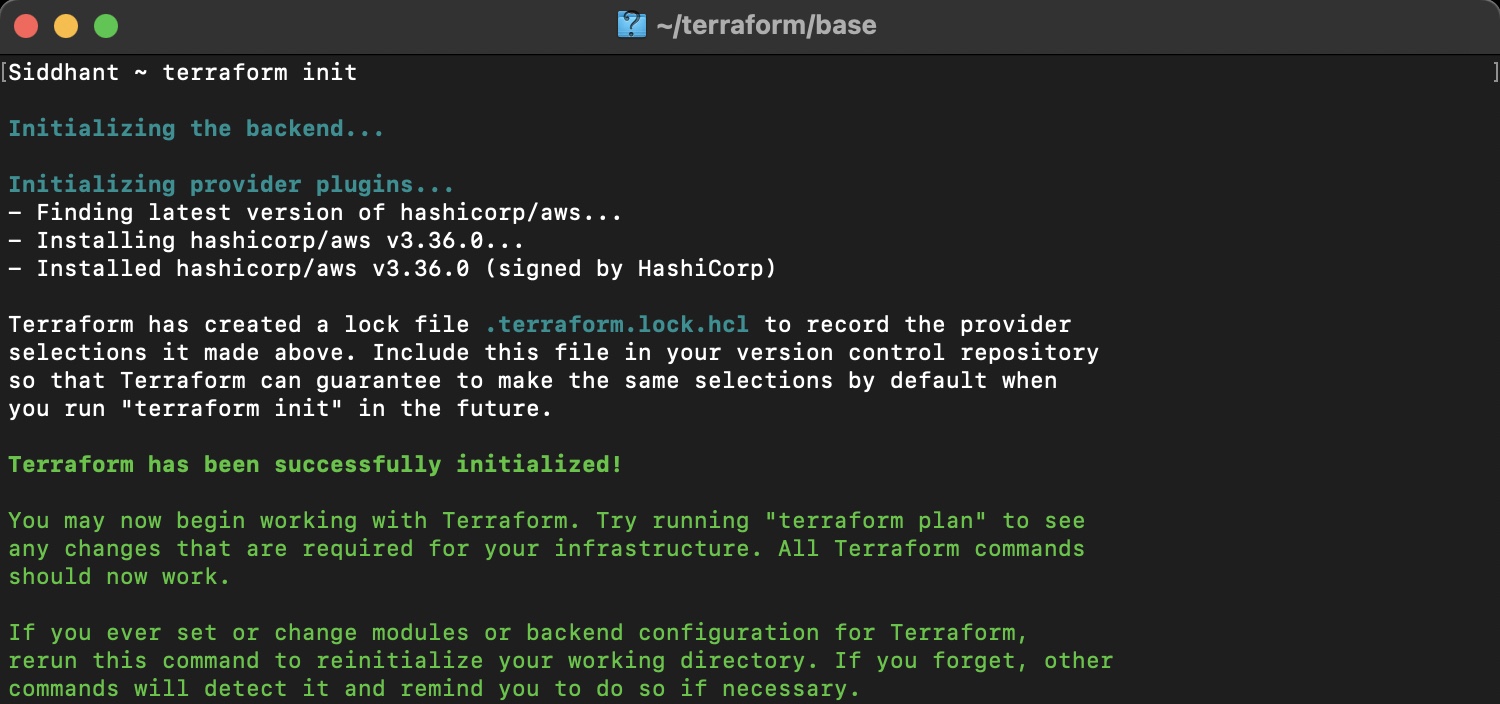 ~/terraform/base
[Siddhant ~ terraform init ]
Initializing the backend...
Initializing provider plugins...
- Finding latest version of hashicorp/aws...
- Installing hashicorp/aws v3.36.0...
- Installed hashicorp/aws v3.36.0 (signed by HashiCorp)
Terraform has created a lock file .terraform.lock.hcl to record the provider
selections it made above. Include this file in your version control repository
so that Terraform can guarantee to make the same selections by default when
you run "terraform init" in the future.
Terraform has been successfully initialized!
You may now begin working with Terraform. Try running "terraform plan" to see
any changes that are required for your infrastructure. All Terraform commands
should now work.
If you ever set or change modules or backend configuration for Terraform,
rerun this command to reinitialize your working directory. If you forget, other
commands will detect it and remind you to do so if necessary.